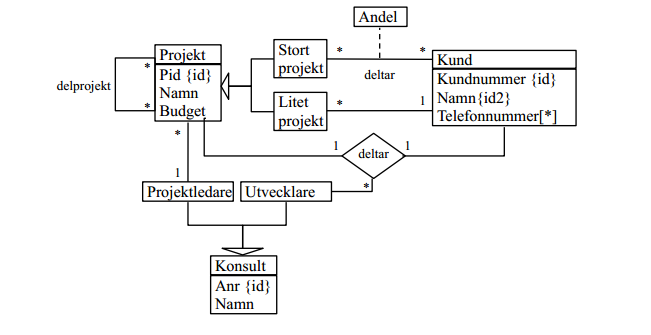 Andel
Projekt
Pid {id}
Namn
Budget
delprojekt
*
*
Stort
projekt
*
*
deltar
Litet
projekt
*
1
Kund
Kundnummer {id}
Namn{id2}
Telefonnummer[*]
*
1
1
deltar
1
*
Projektledare
Utvecklare
Konsult
Anr {id}
Namn